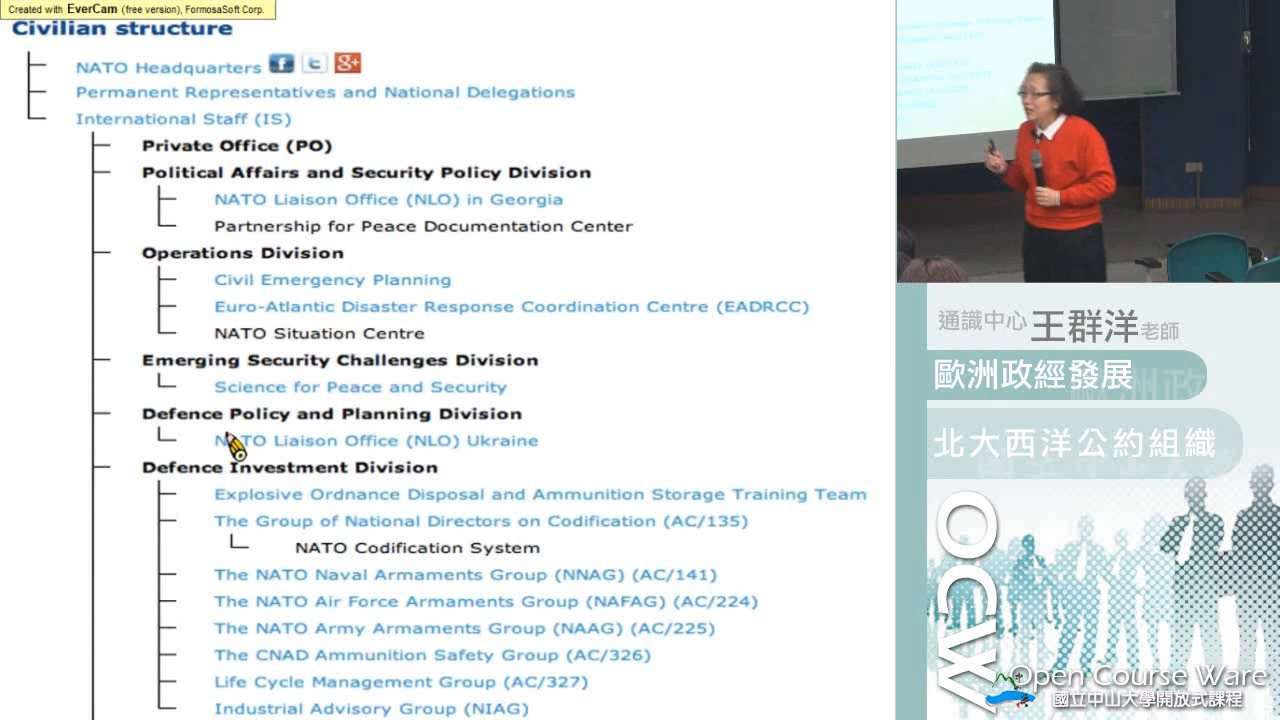 Created with EverCam (free version), FormosaSoft Corp.
Civilian structure
NATO Headquarters
Permanent Representatives and National Delegations
International Staff (IS)
Private Office (PO)
Political Affairs and Security Policy Division
NATO Liaison Office (NLO) in Georgia
Partnership for Peace Documentation Center
Operations Division
Civil Emergency Planning
Euro-Atlantic Disaster Response Coordination Centre (EADRCC)
NATO Situation Centre
Emerging Security Challenges Division
Science for Peace and Security
Defence Policy and Planning Division
NATO Liaison Office (NLO) Ukraine
Defence Investment Division
Explosive Ordnance Disposal and Ammunition Storage Training Team
The Group of National Directors on Codification (AC/135)
NATO Codification System
The NATO Naval Armaments Group (NNAG) (AC/141)
The NATO Air Force Armaments Group (NAFAG) (AC/224)
The NATO Army Armaments Group (NAAG) (AC/225)
The CNAD Ammunition Safety Group (AC/326)
Life Cycle Management Group (AC/327)
Industrial Advisory Group (NIAG)
通識中心 王群洋 老師
歐洲政經發展
北大西洋公約組織
OCW
Open Course Ware
國立中山大學開放式課程